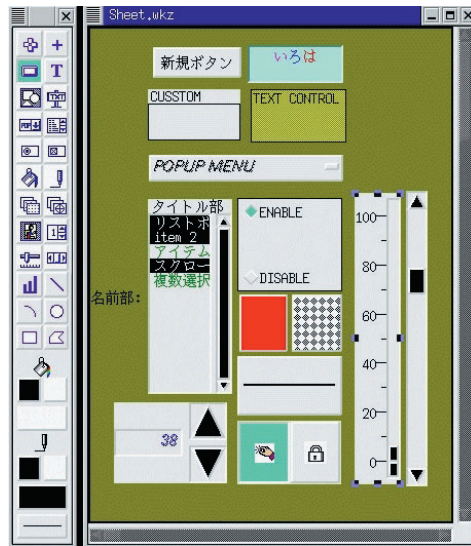 Sheet.wkz
新規ボタン
いろは
CUSSTOM
TEXT CONTROL
POPUP MENU
タイトル部
リストボ
item 2
アイテム
スクロー
複数選択
名前部:
ENABLE
DISABLE
100
80
60
40
20
0
38
T